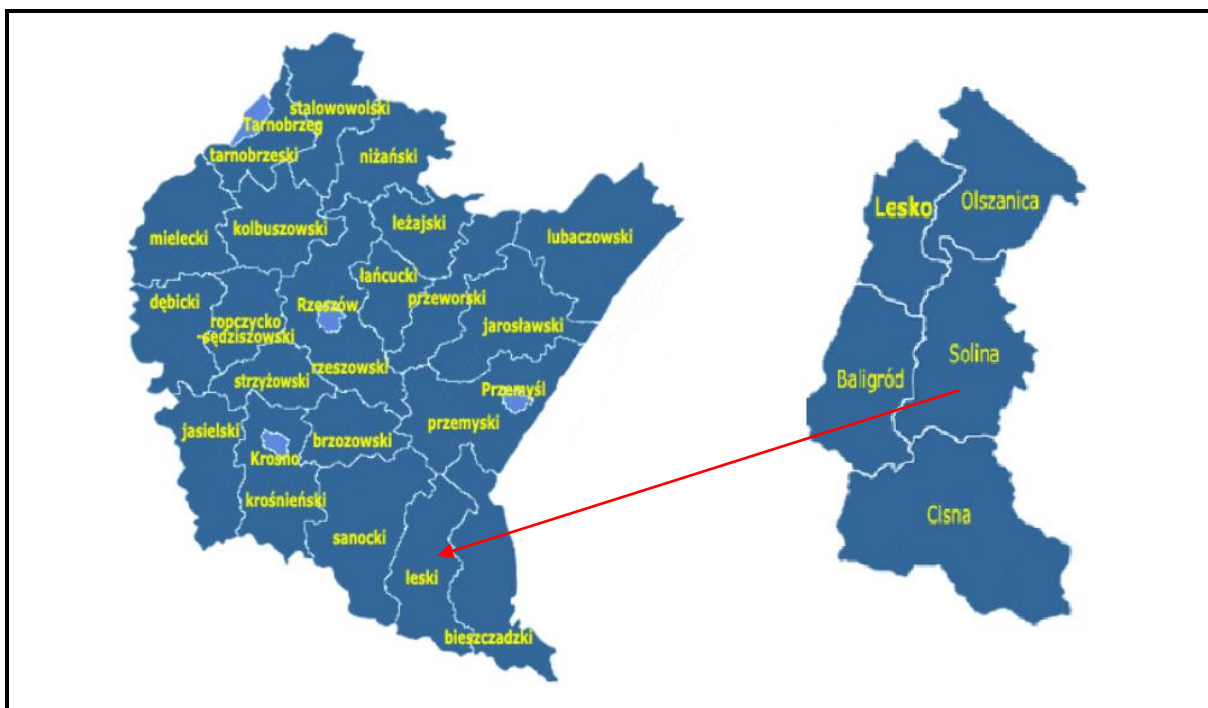 stalowowolski
Tarnobrzeg
tarnobrzeski
niżański
mielecki
kolbuszowski
leżajski
lubaczowski
dębicki
ropczycko
-sędziszowski
Rzeszów
łańcucki
przeworski
jarosławski
strzyżowski
rzeszowski
Przemyśl
przemyski
jasielski
Krosno
brzozowski
krośnieński
sanocki
leski
bieszczadzki
Lesko
Olszanica
Solina
Baligród
Cisna